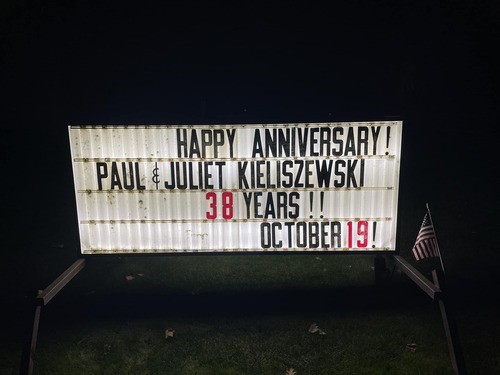 HAPPY ANNIVERSARY!
PAUL & JULIET KIELISZEWSKI
38 YEARS !!
OCTOBER 19!